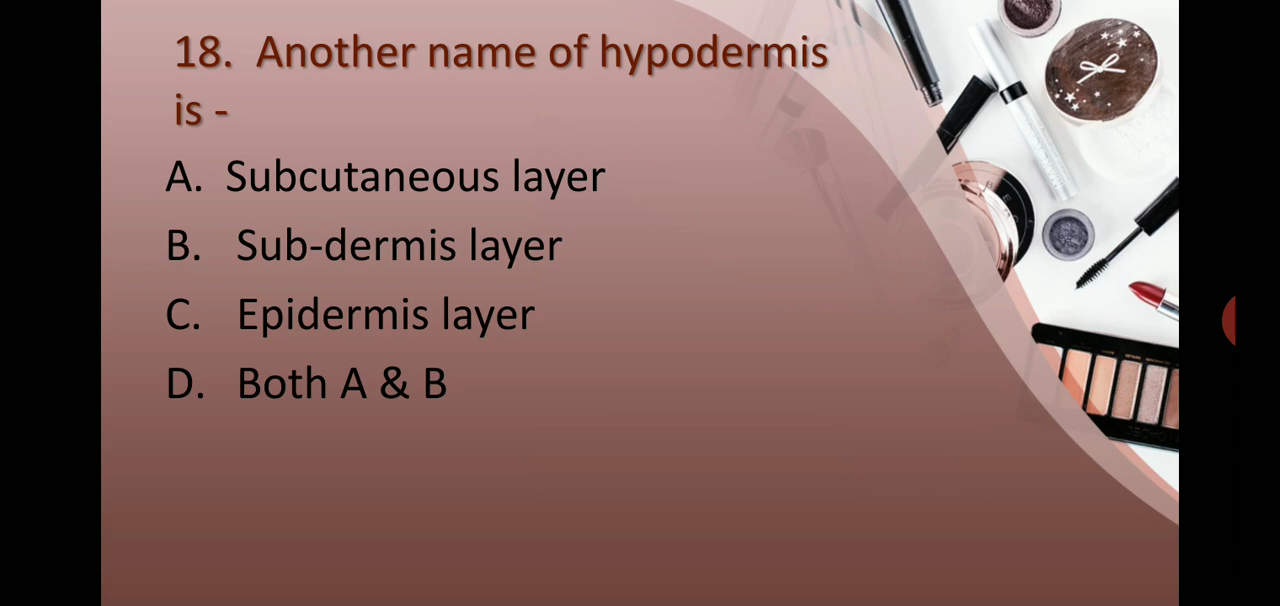 18. Another name of hypodermis
is -
A. Subcutaneous layer
B. Sub-dermis layer
C. Epidermis layer
D. Both A & B